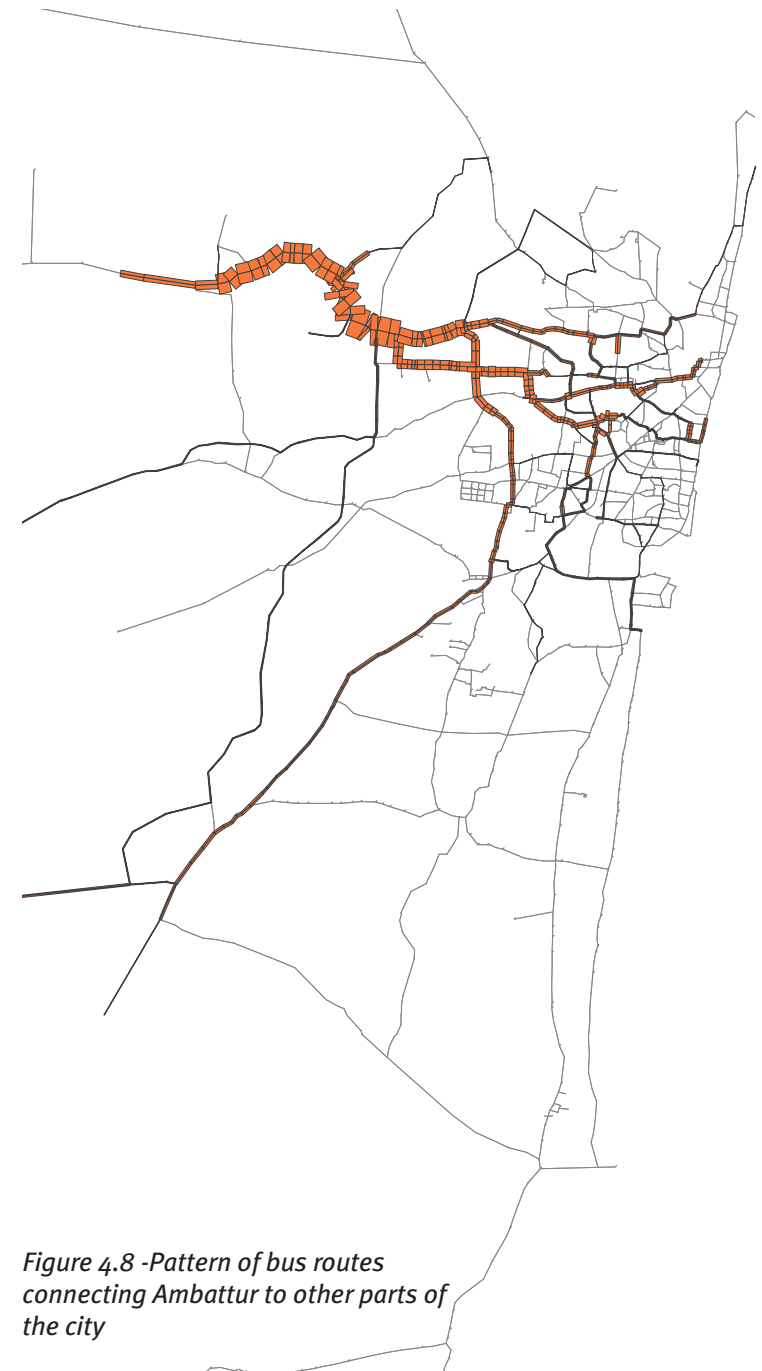 Figure 4.8 -Pattern of bus routes
connecting Ambattur to other parts of
the city